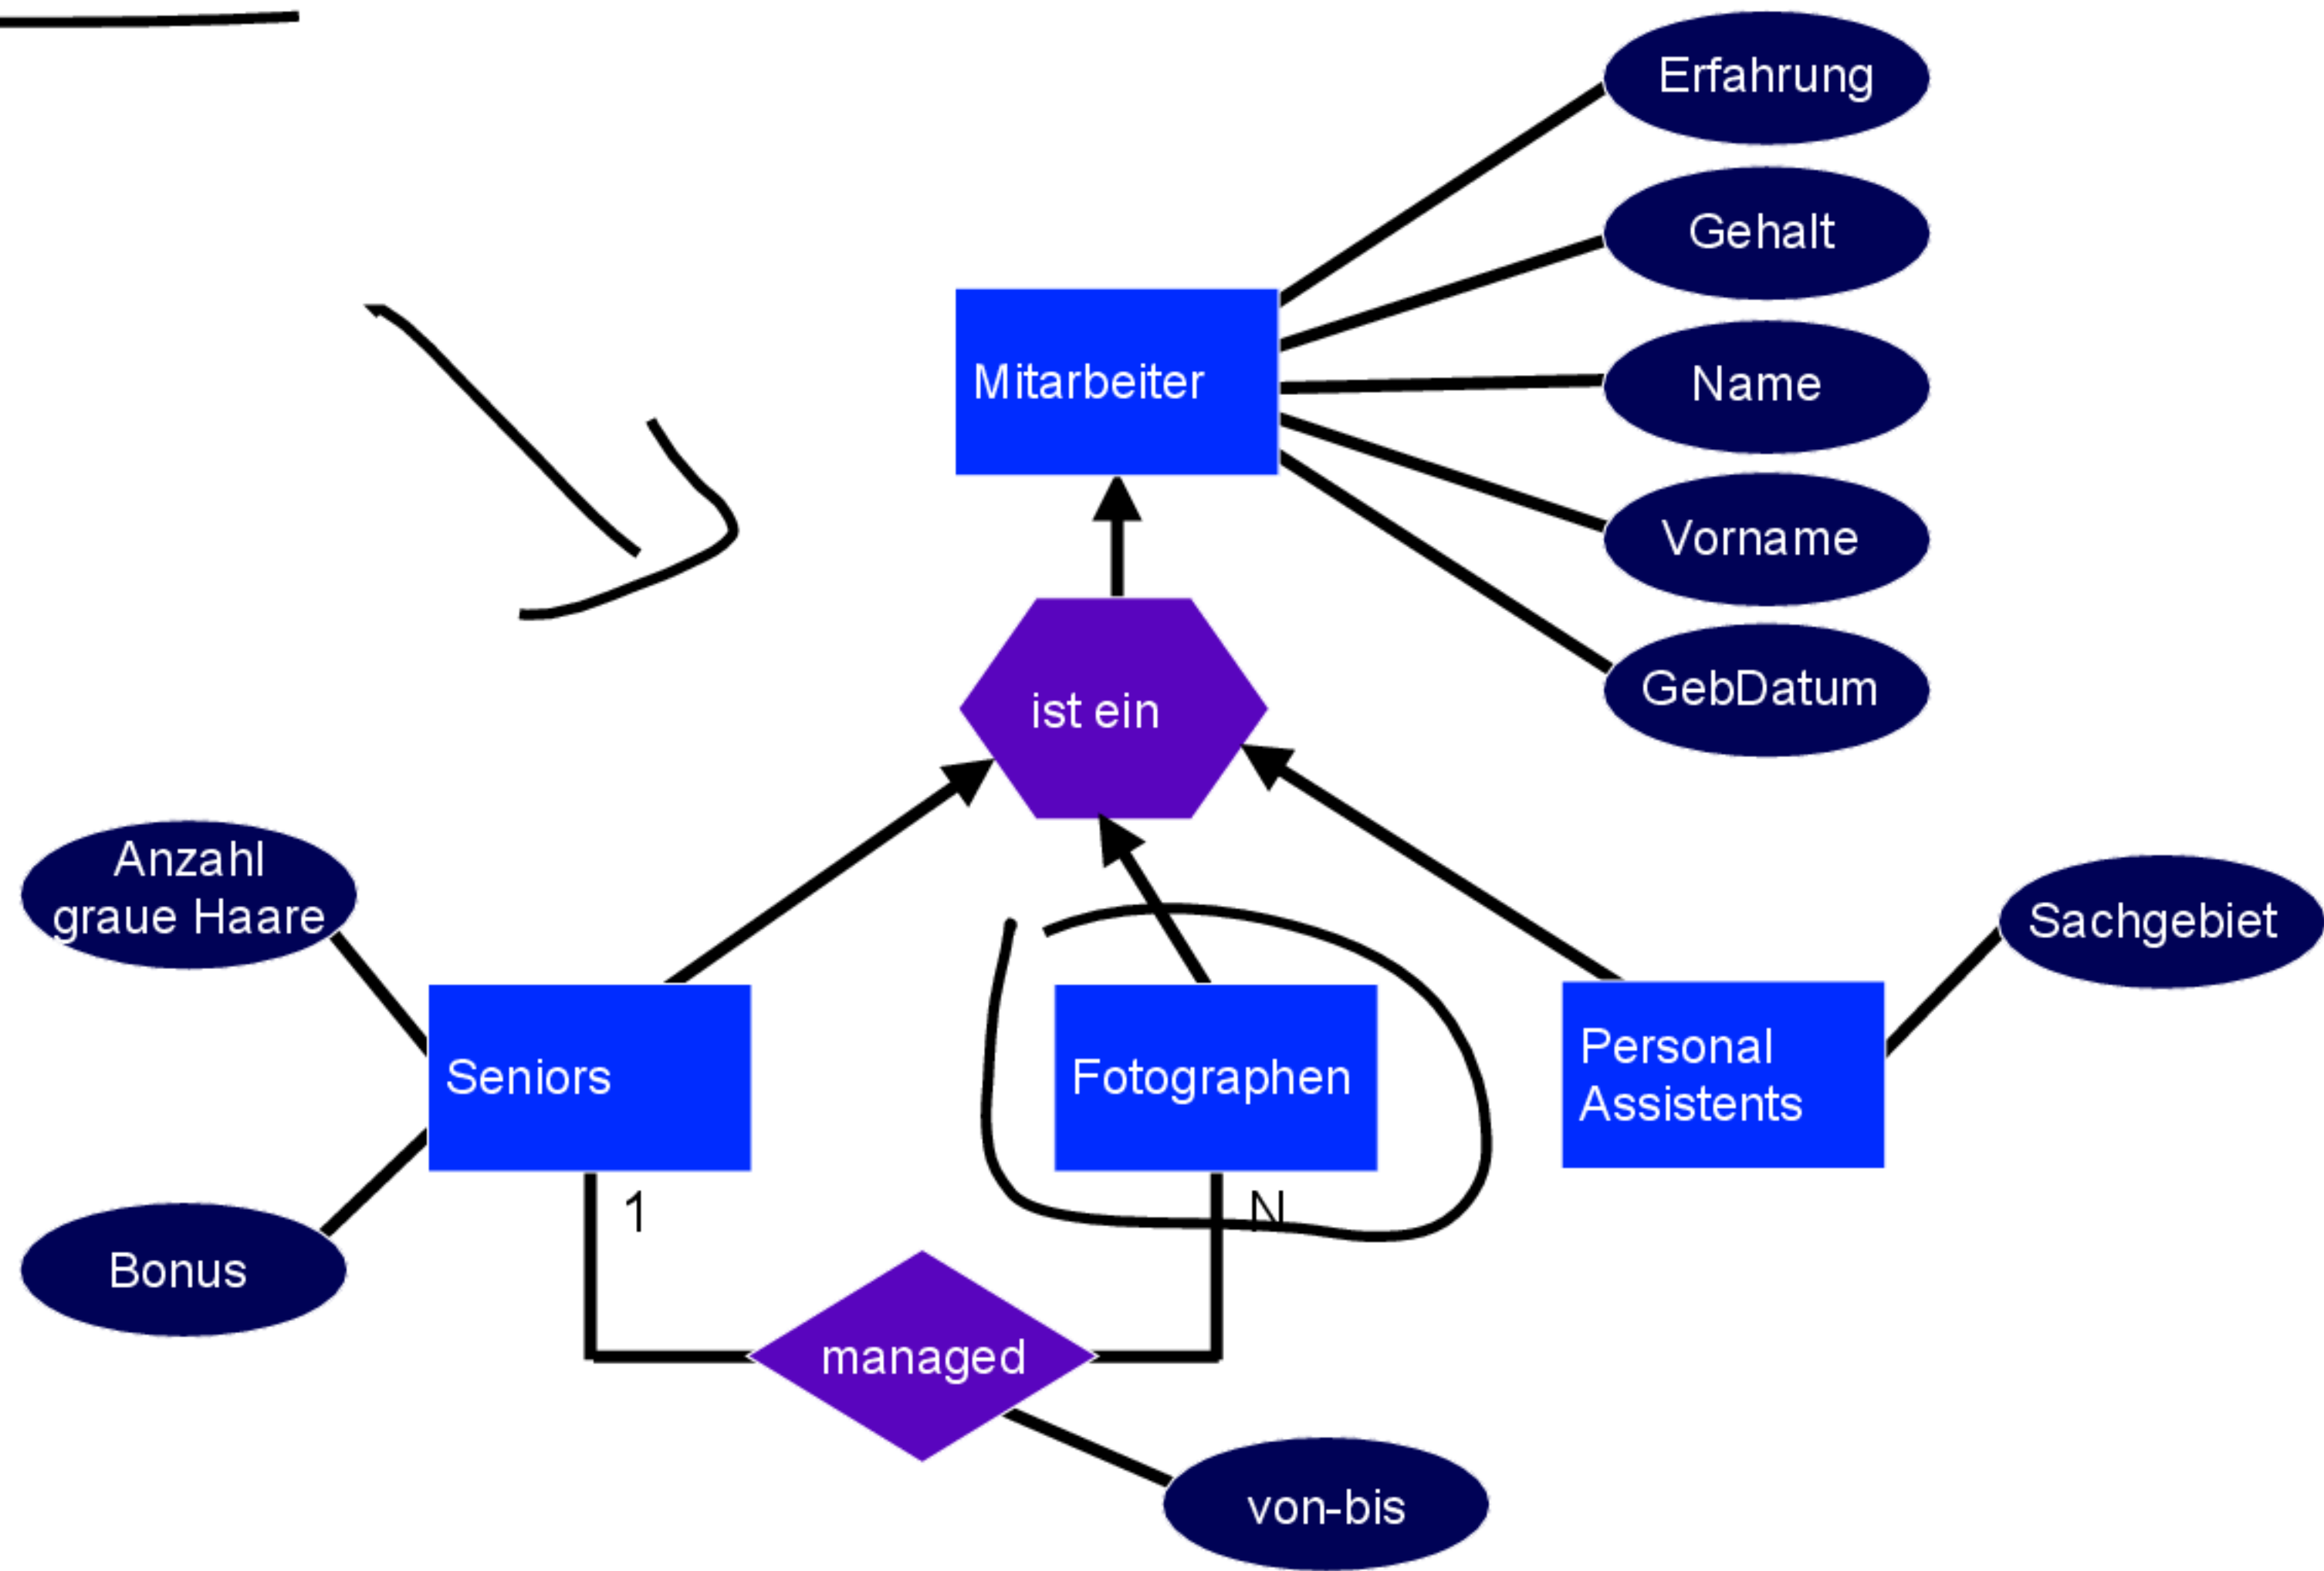 Erfahrung
Gehalt
Mitarbeiter
Name
Vorname
GebDatum
ist ein
Anzahl
graue Haare
Sachgebiet
Seniors
Fotographen
Personal
Assistents
1
N
Bonus
managed
von-bis